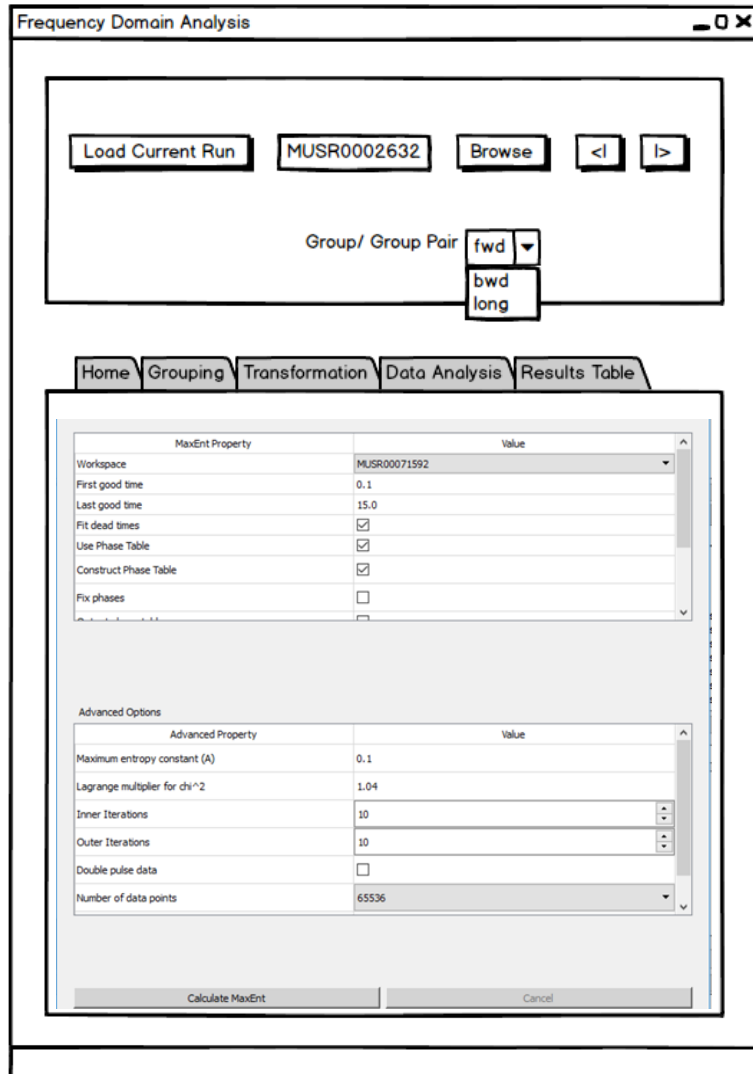 Frequency Domain Analysis
Load Current Run MUSR0002632 Browse <I I>
Group/ Group Pair fwd
bwd
long
Home Grouping Transformation Data Analysis Results Table
MaxEnt Property Value
Workspace MUSR00071592
First good time 0.1
Last good time 15.0
Fit dead times
Use Phase Table
Construct Phase Table
Fix phases
Advanced Options
Advanced Property Value
Maximum entropy constant (A) 0.1
Lagrange multiplier for chi^2 1.04
Inner Iterations 10
Outer Iterations 10
Double pulse data
Number of data points 65536
Calculate MaxEnt Cancel